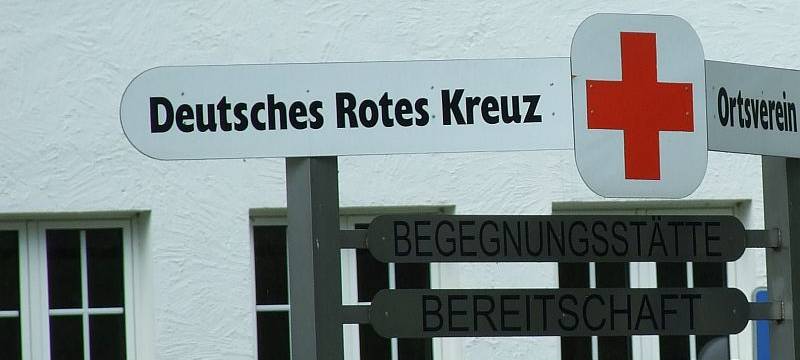 Deutsches Rotes Kreuz Ortsverein
BEGEGNUNGSSTÄTTE
BEREITSCHAFT